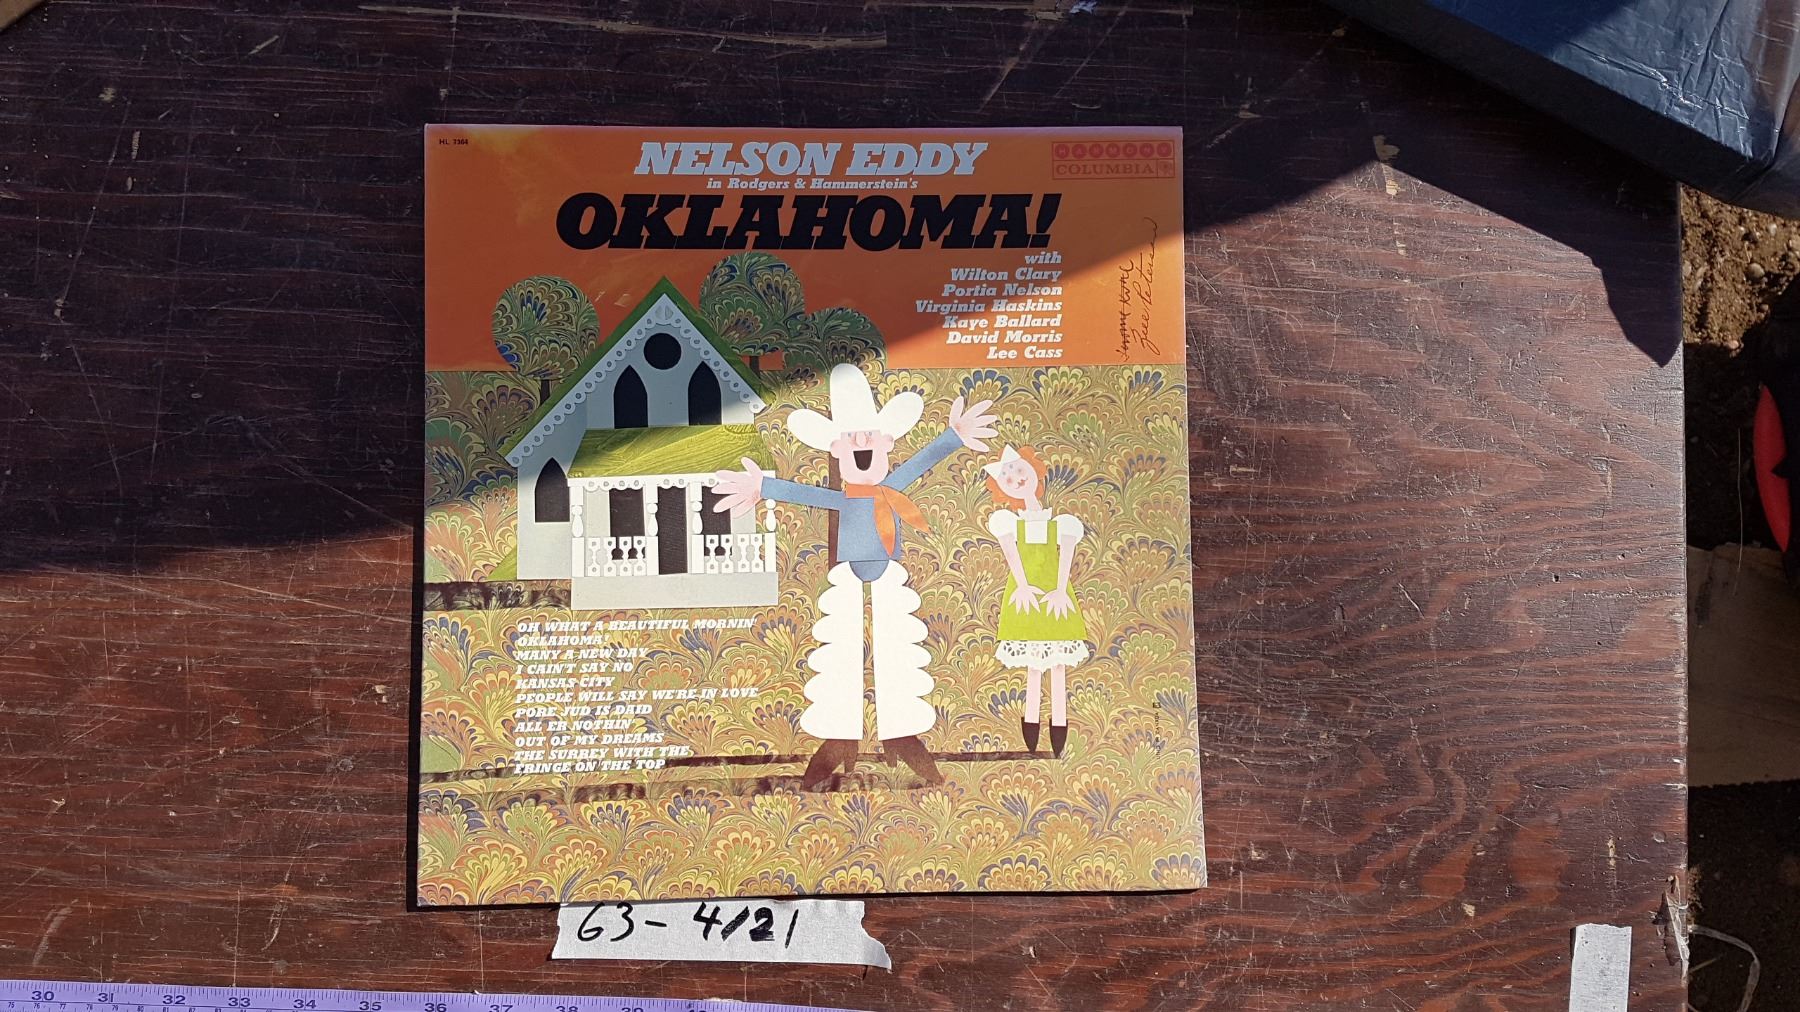 HL 7364
NELSON EDDY
in Rodgers & Hammerstein's
OKLAHOMA!
HARMONY
COLUMBIA
with
Wilton Clary
Portia Nelson
Virginia Haskins
Kaye Ballard
David Morris
Lee Cass
OH WHAT A BEAUTIFUL MORNIN'
OKLAHOMA!
MANY A NEW DAY
I CAIN'T SAY NO
KANSAS CITY
PEOPLE WILL SAY WE'RE IN LOVE
PORE JUD IS DAID
ALL ER NOTHIN'
OUT OF MY DREAMS
THE SURREY WITH THE
FRINGE ON THE TOP
63-4/21
30 31 32 33 34 35 36 37 38 39